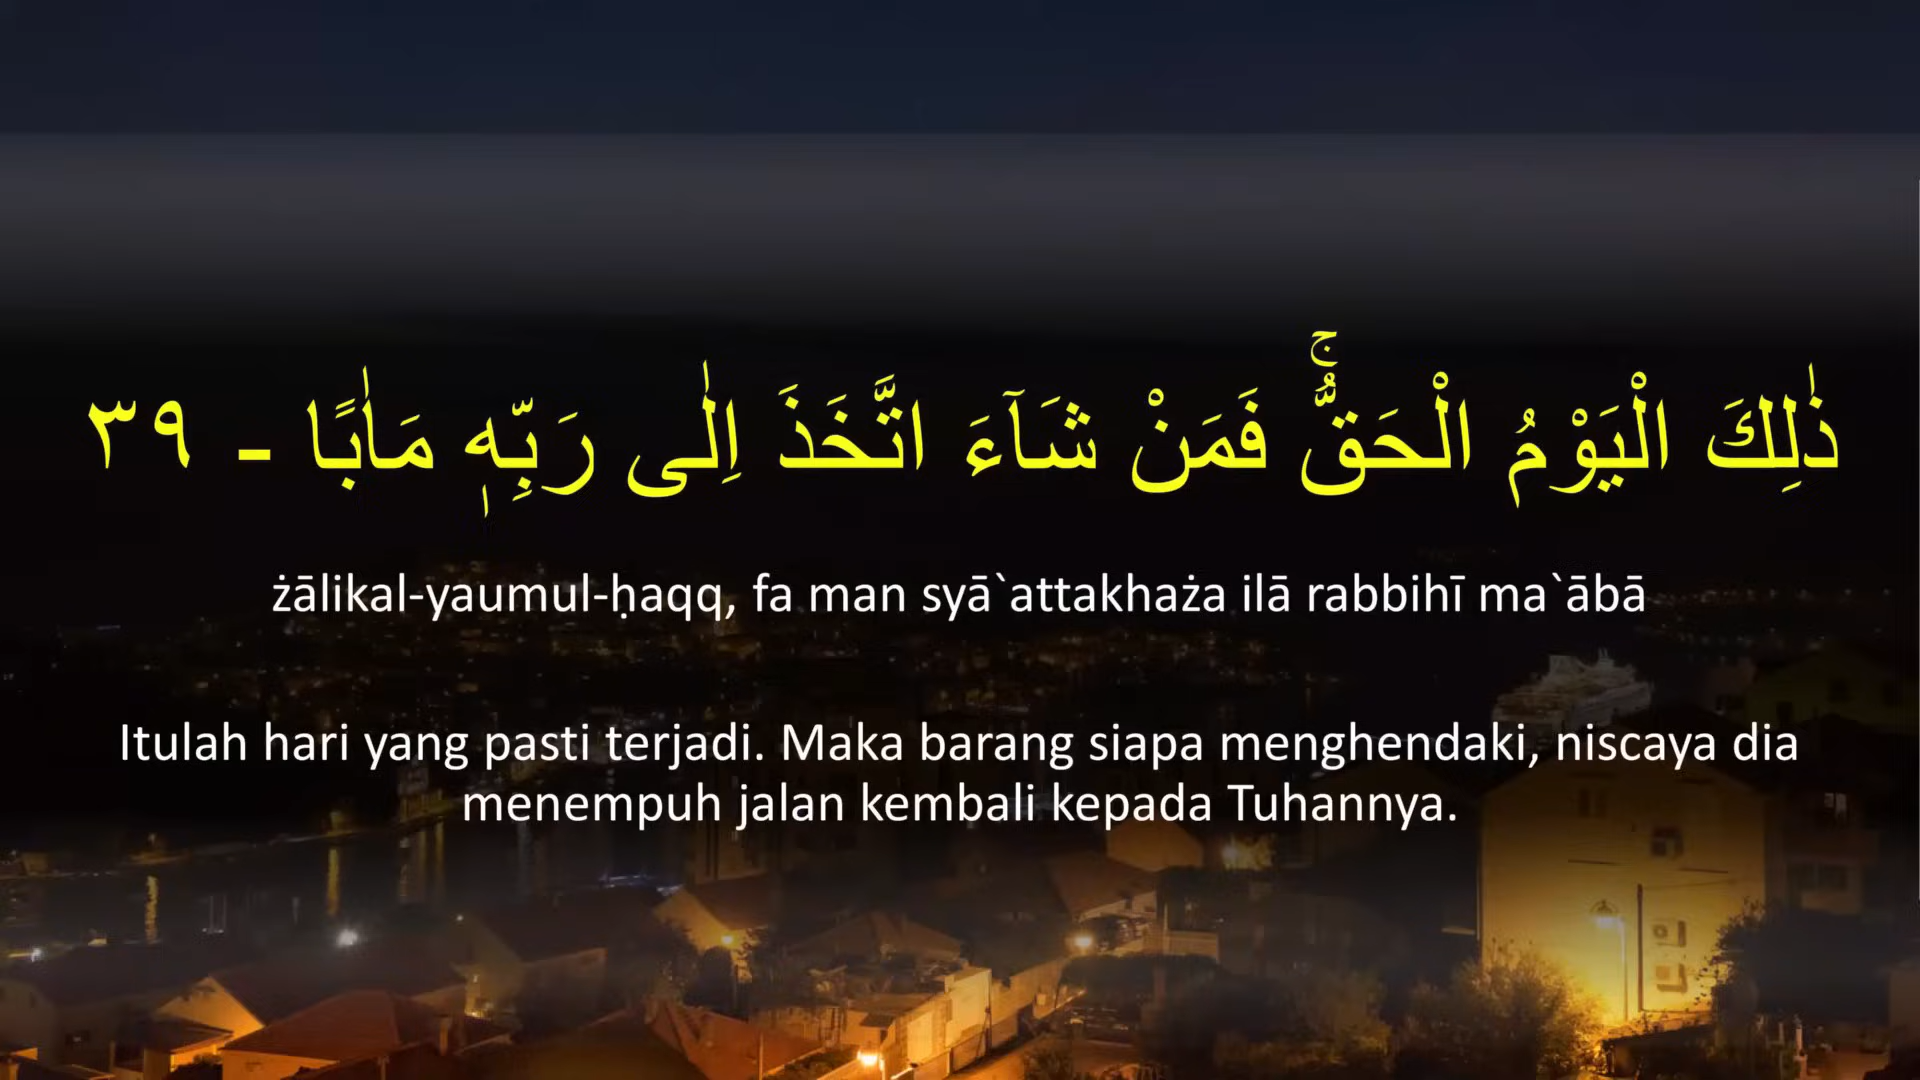 ذٰلِكَ الْيَوْمُ الْحَقُّۚ فَمَنْ شَاۤءَ اتَّخَذَ اِلٰى رَبِّهٖ مَاٰبًا - ٣٩
żālikal-yaumul-ḥaqq, fa man syā`attakhaża ilā rabbihī ma`ābā
Itulah hari yang pasti terjadi. Maka barang siapa menghendaki, niscaya dia
menempuh jalan kembali kepada Tuhannya.